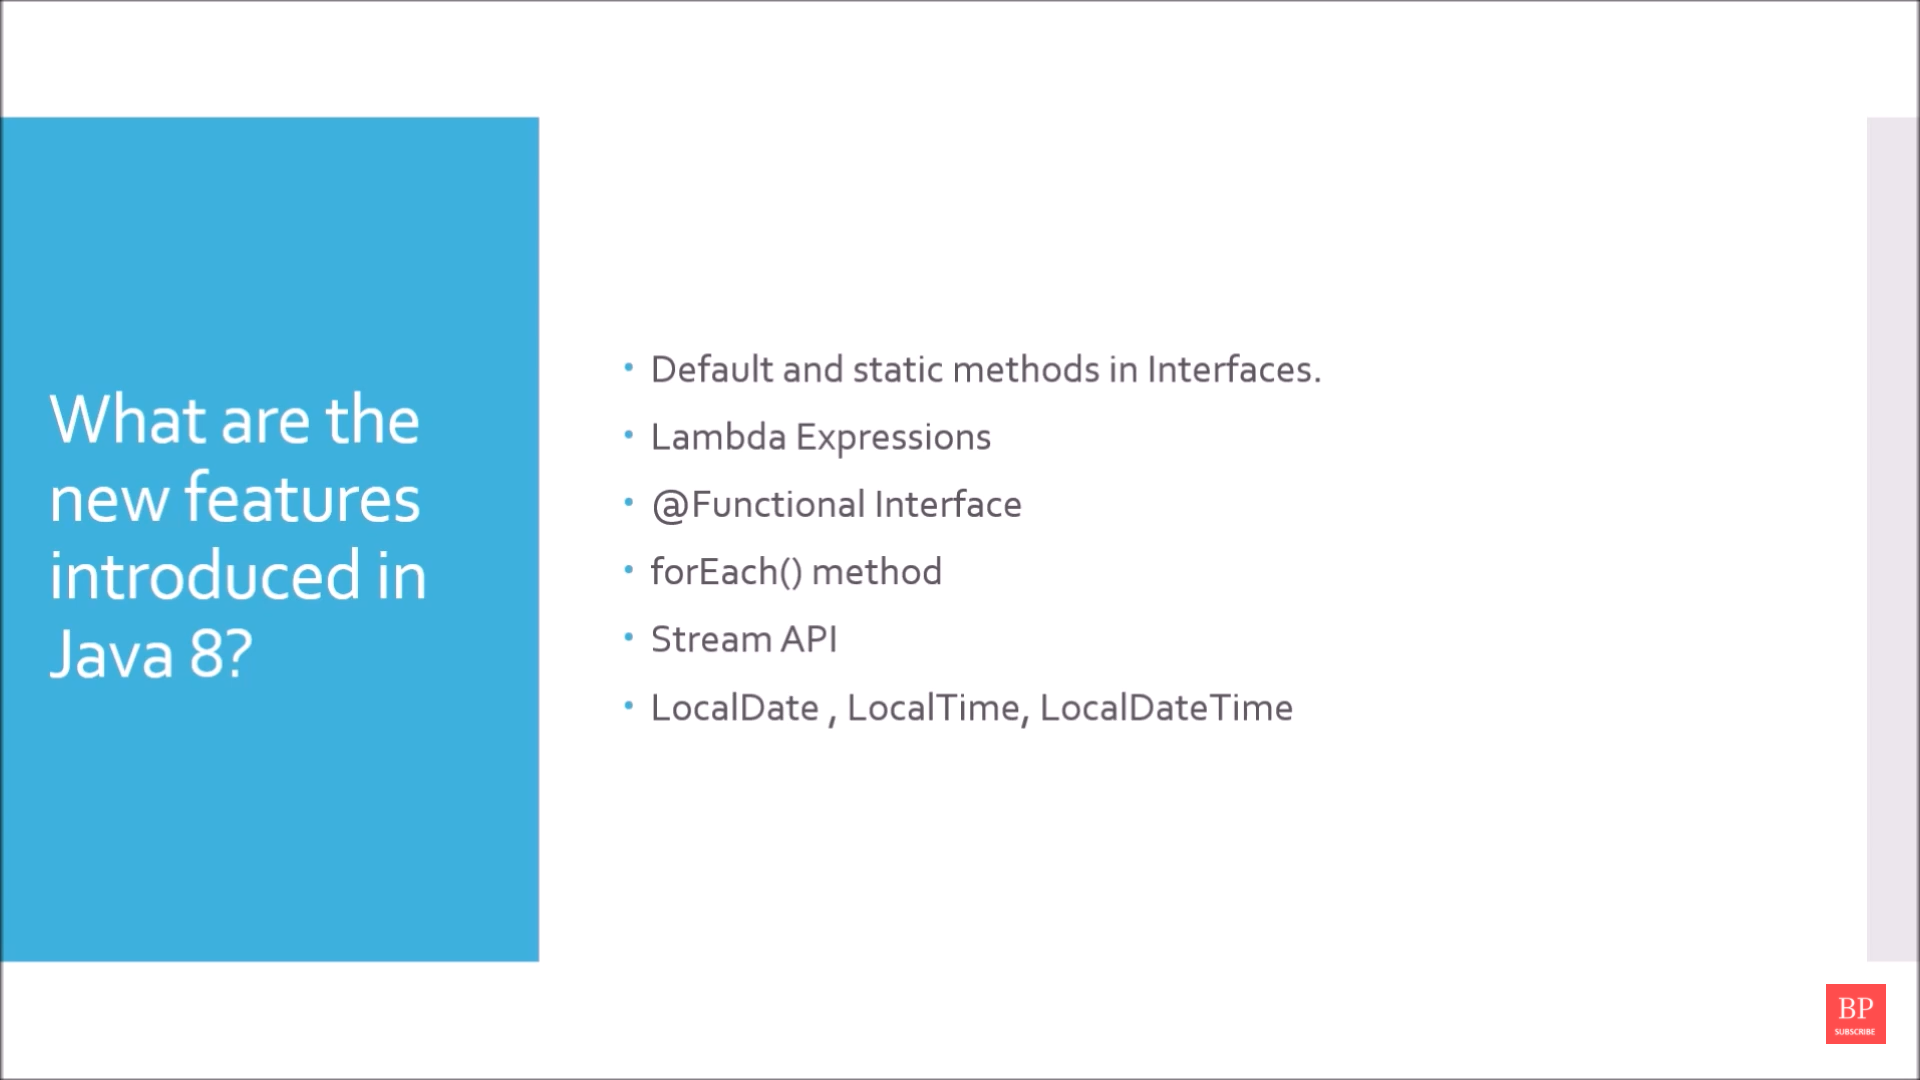 What are the
new features
introduced in
Java 8?
• Default and static methods in Interfaces.
• Lambda Expressions
• @Functional Interface
• forEach() method
• Stream API
• LocalDate , LocalTime, LocalDateTime
BP
SUBSCRIBE